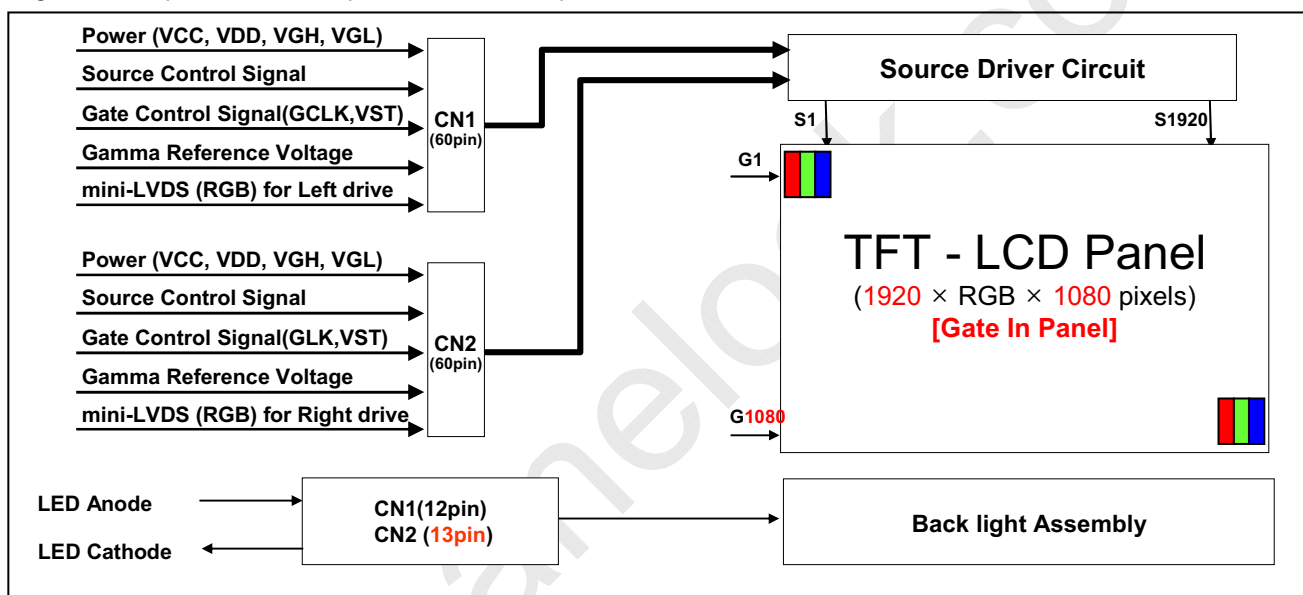 Power (VCC, VDD, VGH, VGL)
Source Control Signal
Gate Control Signal(GCLK,VST)
Gamma Reference Voltage
mini-LVDS (RGB) for Left drive
CN1
(60pin)
Power (VCC, VDD, VGH, VGL)
Source Control Signal
Gate Control Signal(GLK,VST)
Gamma Reference Voltage
mini-LVDS (RGB) for Right drive
CN2
(60pin)
Source Driver Circuit
S1
S1920
G1
TFT - LCD Panel
(1920 × RGB × 1080 pixels)
[Gate In Panel]
G1080
LED Anode
LED Cathode
CN1(12pin)
CN2 (13pin)
Back light Assembly